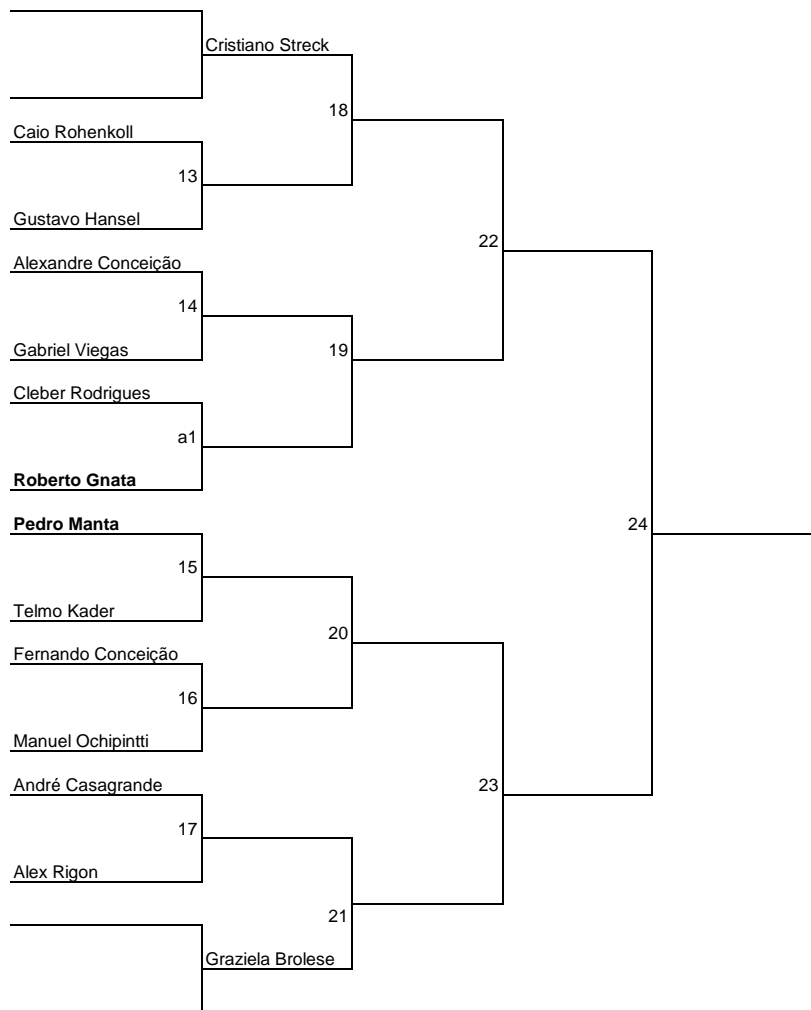 Cristiano Streck
18
Caio Rohenkoll
13
Gustavo Hansel
22
Alexandre Conceição
14
Gabriel Viegas
19
Cleber Rodrigues
a1
Roberto Gnata
Pedro Manta
24
15
Telmo Kader
20
Fernando Conceição
16
Manuel Ochipintti
André Casagrande
23
17
Alex Rigon
21
Graziela Brolese